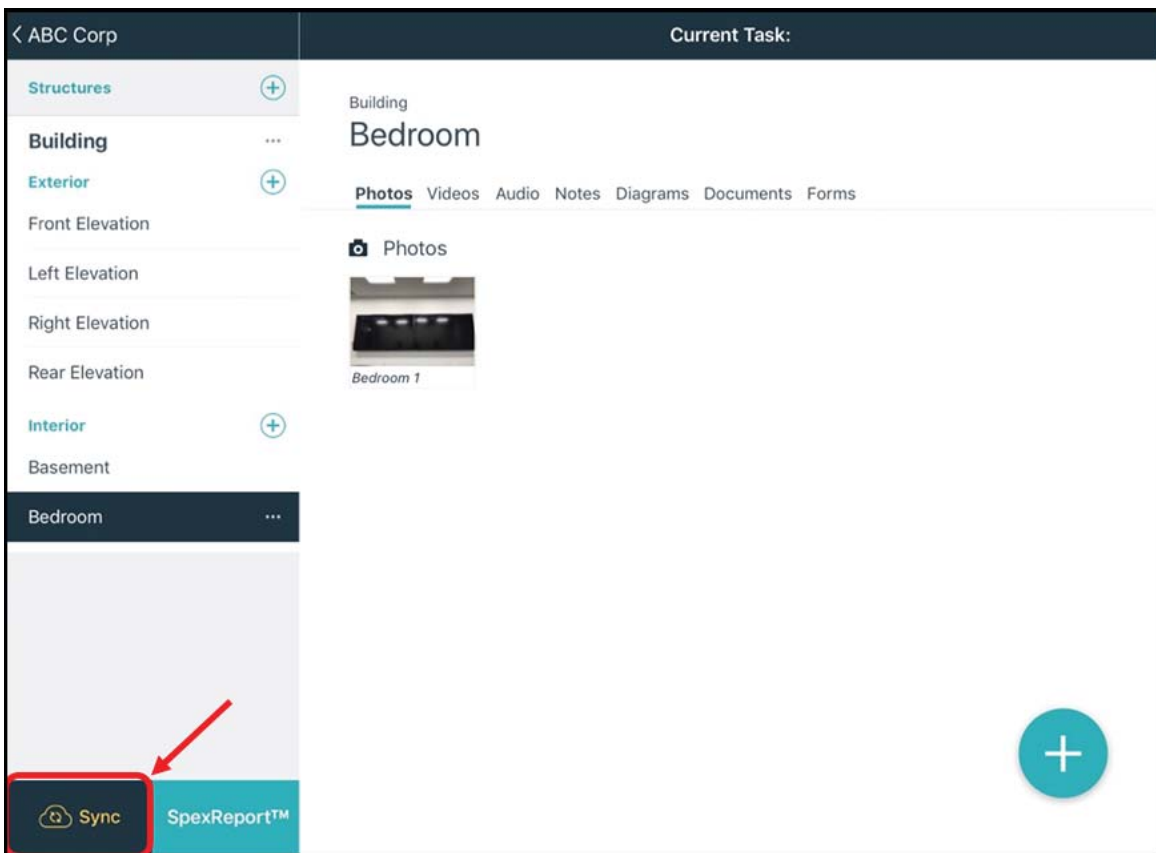 < ABC Corp
Current Task:
Structures
Building
Exterior
Front Elevation
Left Elevation
Right Elevation
Rear Elevation
Interior
Basement
Bedroom
Sync
SpexReport™
Building
Bedroom
Photos Videos Audio Notes Diagrams Documents Forms
Photos
Bedroom 1